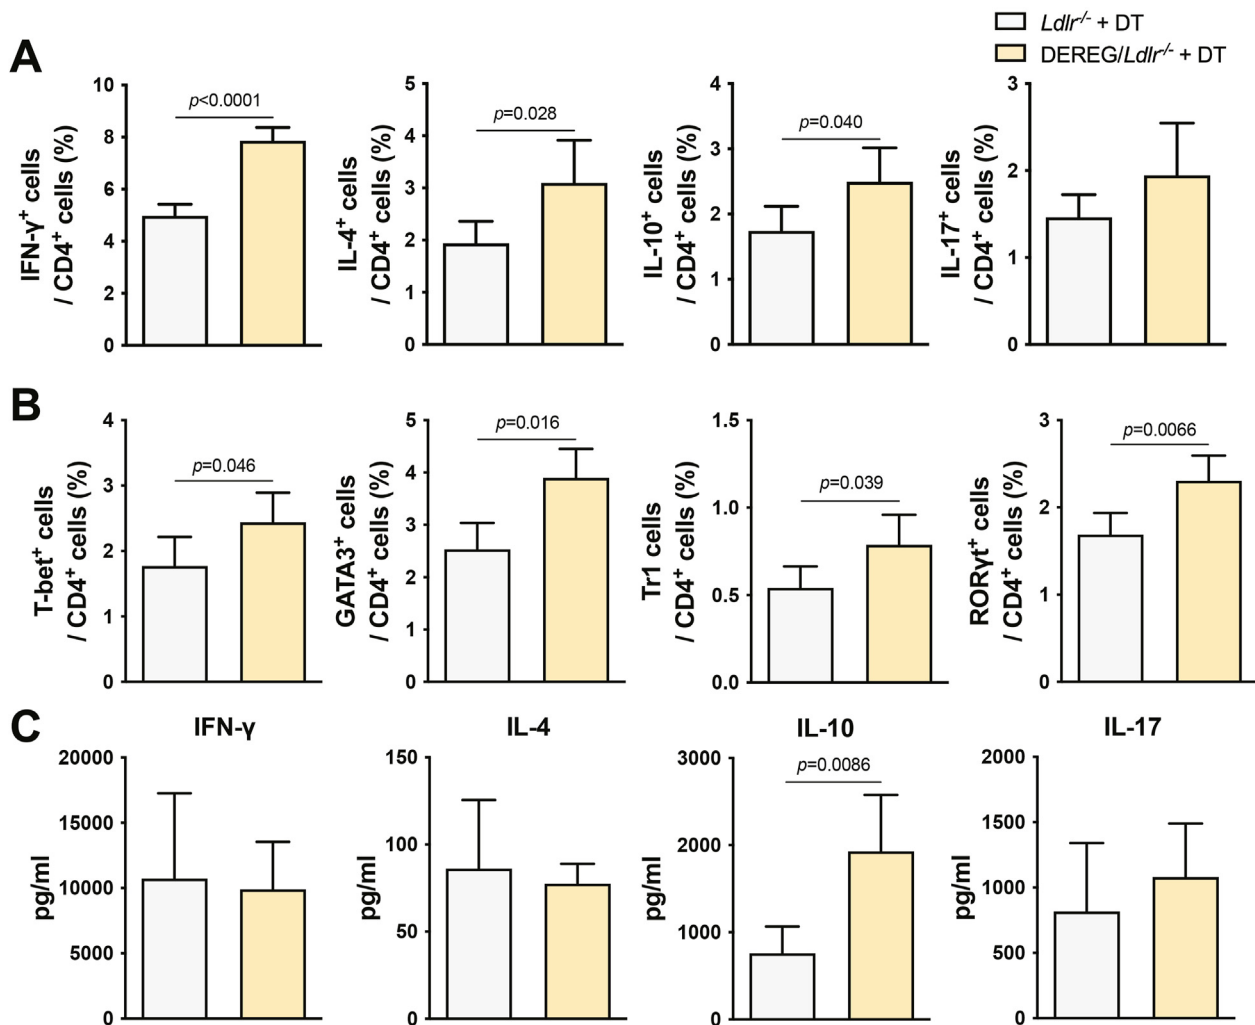 Ldlr-/- + DT
DEREG/Ldlr-/- + DT
A
IFN-γ+ cells
/ CD4+ cells (%)
10
8
6
4
2
0
p<0.0001
IL-4+ cells
/ CD4+ cells (%)
5
4
3
2
1
0
p=0.028
IL-10+ cells
/ CD4+ cells (%)
4
3
2
1
0
p=0.040
IL-17+ cells
/ CD4+ cells (%)
3
2
1
0
B
T-bet+ cells
/ CD4+ cells (%)
4
3
2
1
0
p=0.046
GATA3+ cells
/ CD4+ cells (%)
5
4
3
2
1
0
p=0.016
Tr1 cells
/ CD4+ cells (%)
1.5
1.0
0.5
0.0
p=0.039
RORγt+ cells
/ CD4+ cells (%)
3
2
1
0
p=0.0066
C
IFN-γ
pg/ml
20000
15000
10000
5000
0
IL-4
pg/ml
150
100
50
0
IL-10
pg/ml
3000
2000
1000
0
p=0.0086
IL-17
pg/ml
2000
1500
1000
500
0